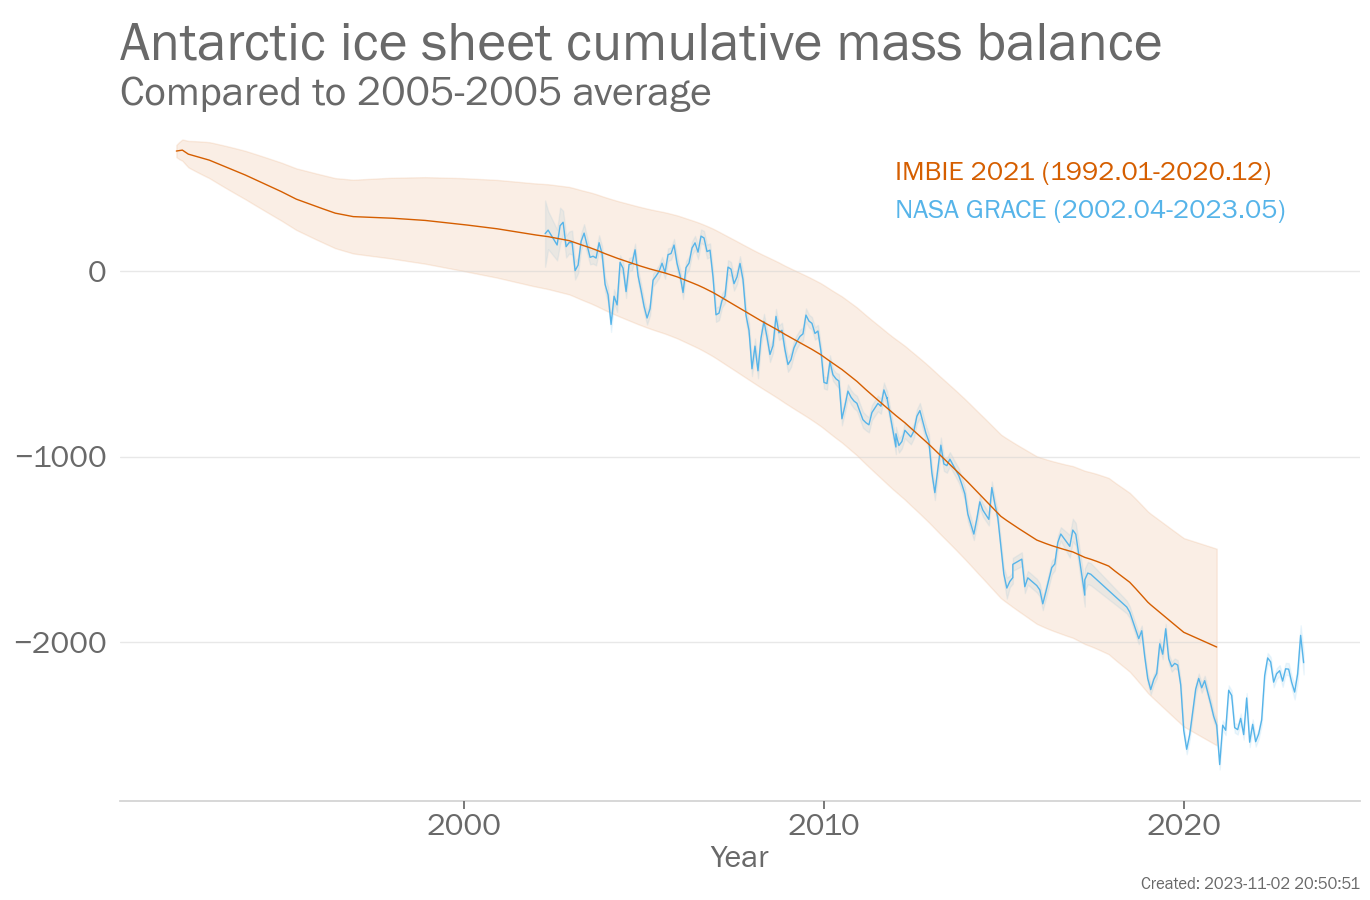 Antarctic ice sheet cumulative mass balance
Compared to 2005-2005 average
IMBIE 2021 (1992.01-2020.12)
NASA GRACE (2002.04-2023.05)
0
−1000
−2000
2000 2010 2020
Year
Created: 2023-11-02 20:50:51